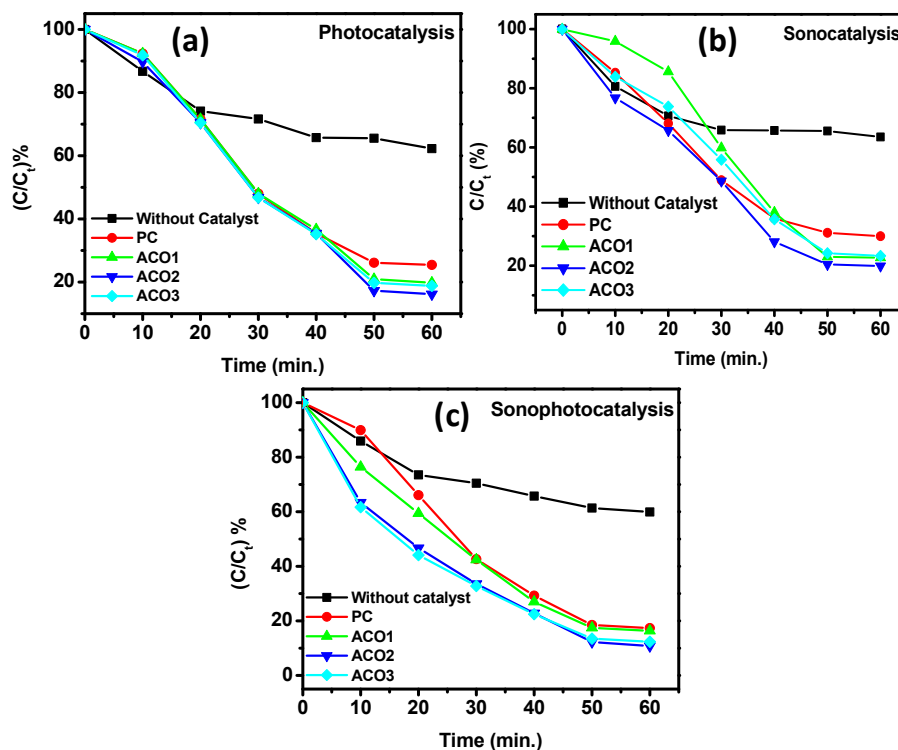 (a)
Photocatalysis
(C/Cₜ)%
100
80
60
40
20
Without Catalyst
PC
ACO1
ACO2
ACO3
0 10 20 30 40 50 60
Time (min.)
(b)
Sonocatalysis
C/Cₜ (%)
100
80
60
40
20
0
Without Catalyst
PC
ACO1
ACO2
ACO3
0 10 20 30 40 50 60
Time (min.)
(c)
Sonophotocatalysis
(C/Cₜ) %
100
80
60
40
20
0
Without catalyst
PC
ACO1
ACO2
ACO3
0 10 20 30 40 50 60
Time (min.)